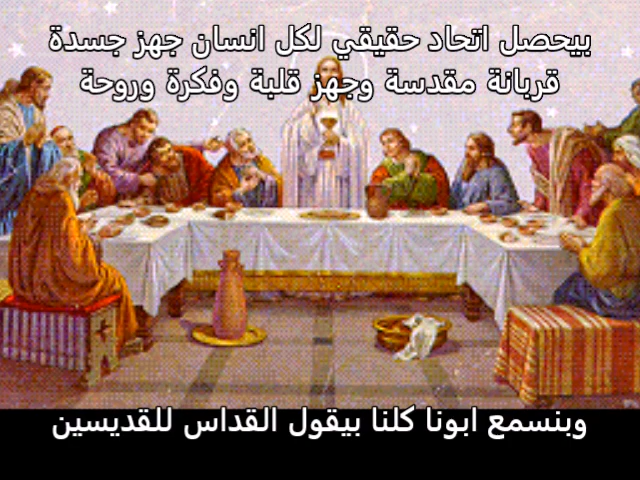 بيحصل اتحاد حقيقي لكل انسان جهز جسدة
قربانة مقدسة وجهز قلبة وفكرة وروحة
وبنسمع ابونا كلنا بيقول القداس للقديسين